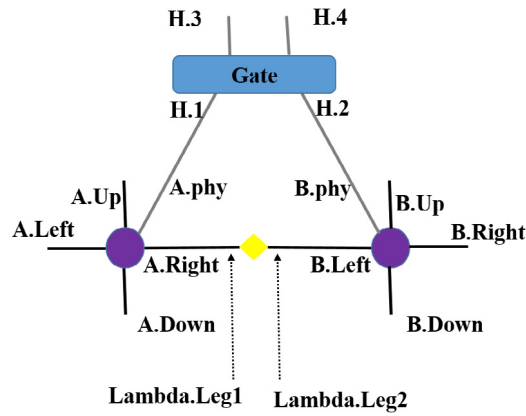 H.3 H.4
Gate
H.1 H.2
A.phy B.phy
A.Up B.Up
A.Left B.Right
A.Right B.Left
A.Down B.Down
Lambda.Leg1 Lambda.Leg2